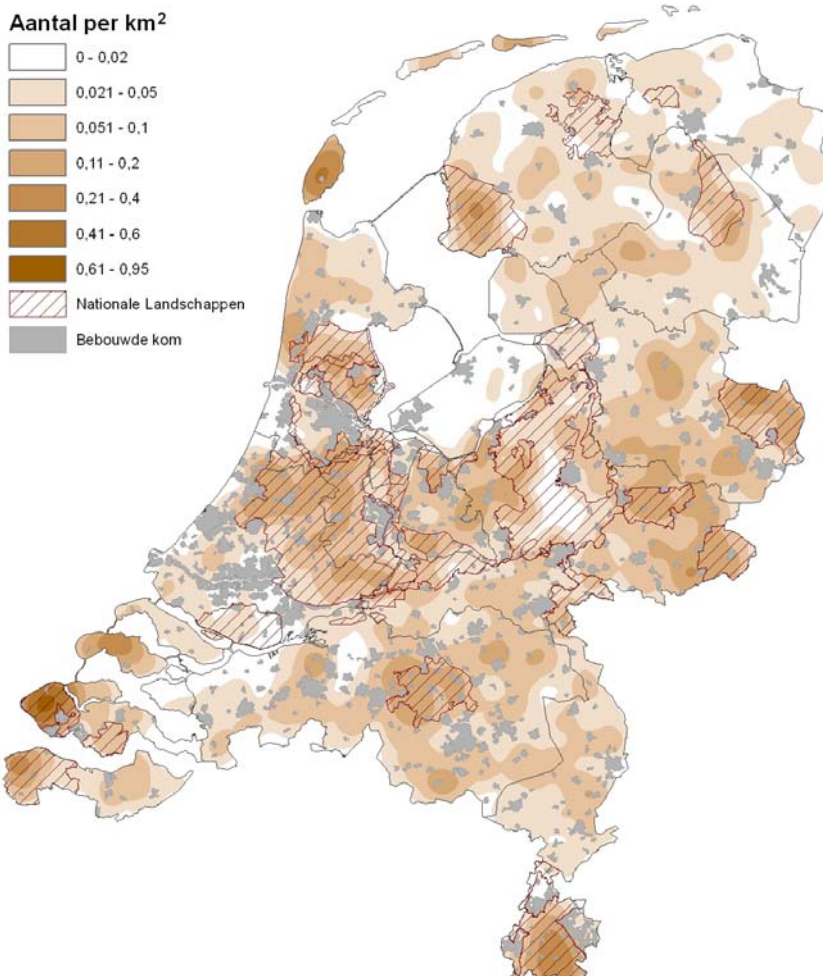 Aantal per km²
0 - 0,02
0,021 - 0,05
0,051 - 0,1
0,11 - 0,2
0,21 - 0,4
0,41 - 0,6
0,61 - 0,95
Nationale Landschappen
Bebouwde kom